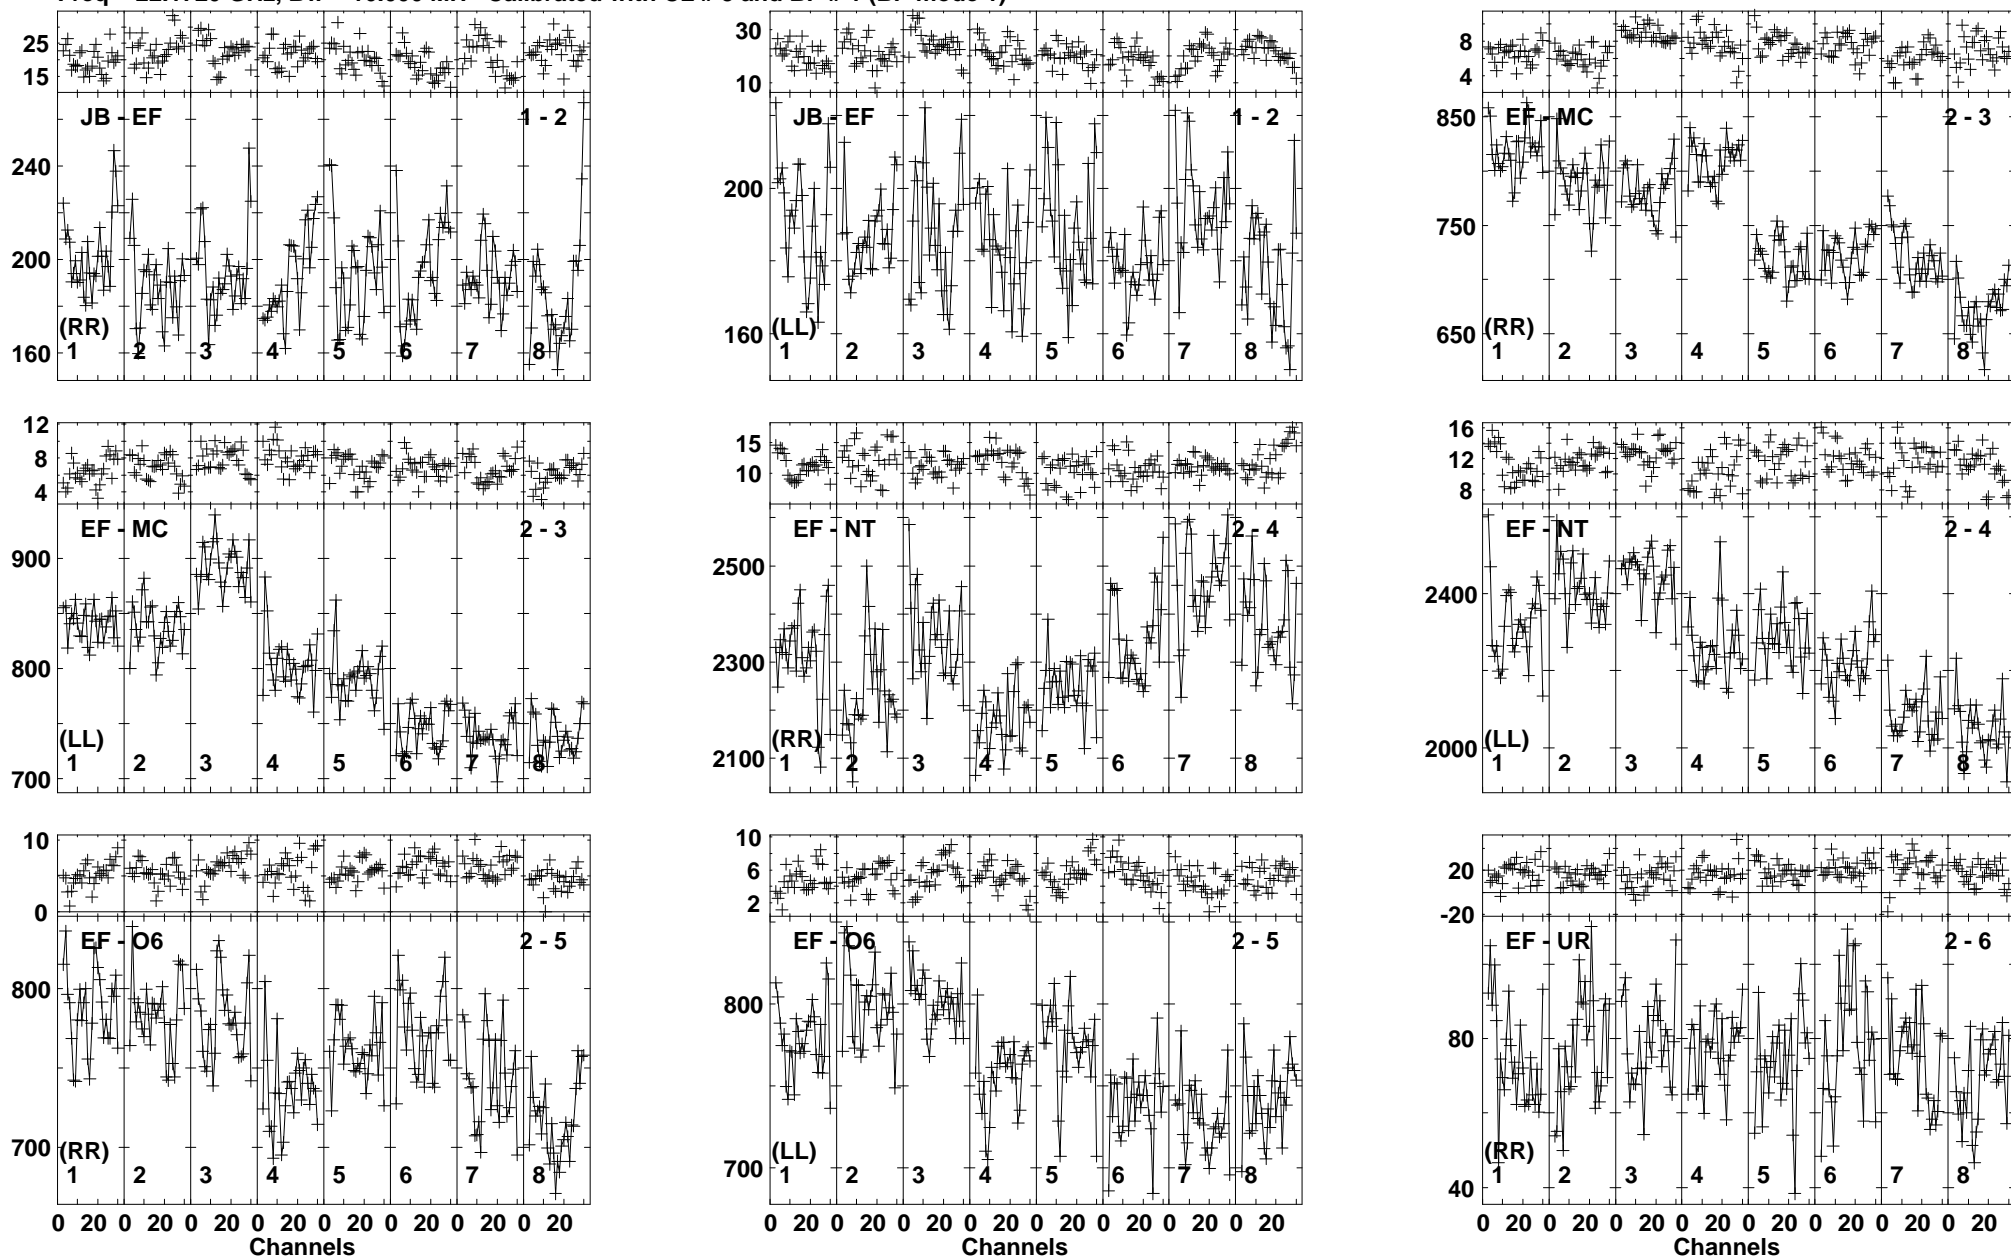 25
15
JB - EF
1 - 2
240
200
160
(RR)
1 2 3 4 5 6 7 8
30
10
JB - EF
1 - 2
200
160
(LL)
1 2 3 4 5 6 7 8
8
4
EF - MC
2 - 3
850
750
650
(RR)
1 2 3 4 5 6 7 8
12
8
4
EF - MC
2 - 3
900
800
700
(LL)
1 2 3 4 5 6 7 8
15
10
EF - NT
2 - 4
2500
2300
2100
(RR)
1 2 3 4 5 6 7 8
16
12
8
EF - NT
2 - 4
2400
2000
(LL)
1 2 3 4 5 6 7 8
10
0
EF - O6
2 - 5
800
700
(RR)
1 2 3 4 5 6 7 8
0 20 0 20 0 20 0 20 0 20 0 20 0 20 0 20
Channels
10
6
2
EF - O6
2 - 5
800
700
(LL)
1 2 3 4 5 6 7 8
0 20 0 20 0 20 0 20 0 20 0 20 0 20 0 20
Channels
20
-20
EF - UR
2 - 6
80
40
(RR)
1 2 3 4 5 6 7 8
0 20 0 20 0 20 0 20 0 20 0 20 0 20 0 20
Channels